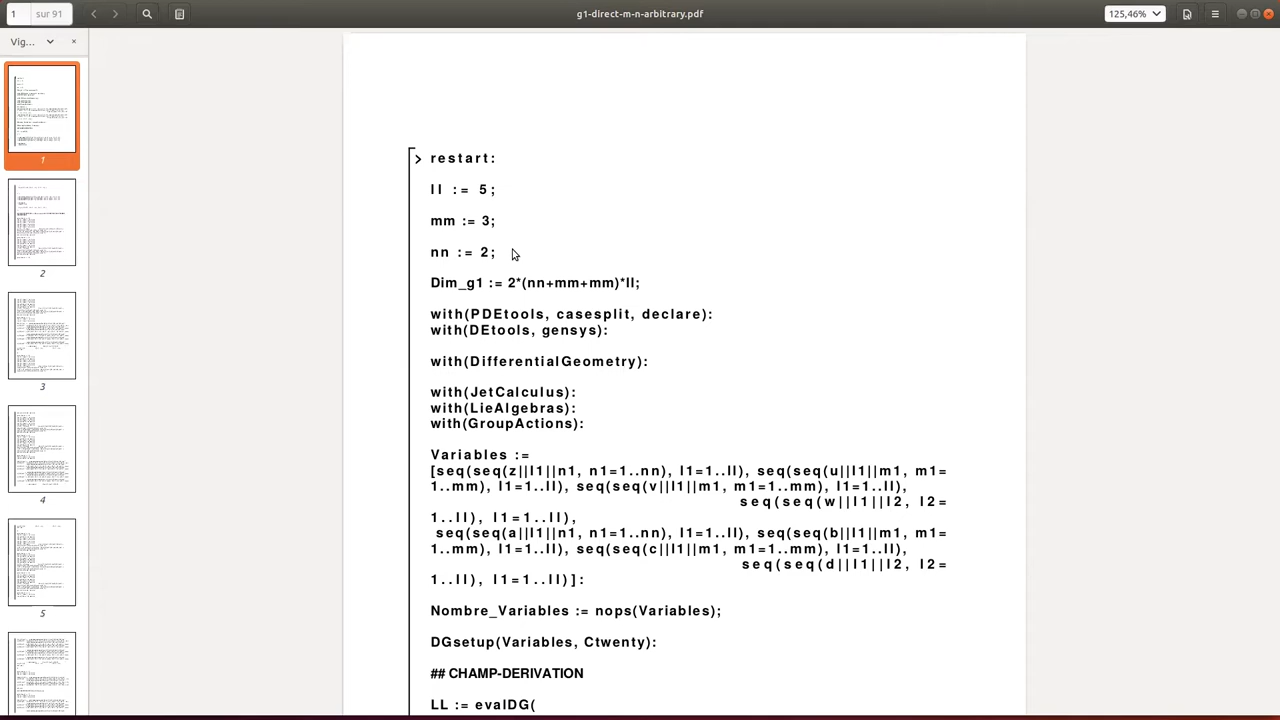 1 sur 91
g1-direct-m-n-arbitrary.pdf
125,46%
Vig...
1
2
3
4
5
> restart:
ll := 5;
mm := 3;
nn := 2;
Dim_g1 := 2*(nn+mm+mm)*ll;
with(PDEtools, casesplit, declare):
with(DEtools, gensys):
with(DifferentialGeometry):
with(JetCalculus):
with(LieAlgebras):
with(GroupActions):
Variables :=
[seq(seq(z||l1||n1, n1=1..nn), l1=1..ll), seq(seq(u||l1||m1, m1=
1..mm), l1=1..ll), seq(seq(v||l1||m1, m1=1..mm), l1=1..ll),
seq(seq(w||l1||l2, l2=
1..ll), l1=1..ll),
seq(seq(a||l1||n1, n1=1..nn), l1=1..ll), seq(seq(b||l1||m1, m1=
1..mm), l1=1..ll), seq(seq(c||l1||m1, m1=1..mm), l1=1..ll),
seq(seq(d||l1||l2, l2=
1..ll), l1=1..ll)]:
Nombre_Variables := nops(Variables);
DGsetup(Variables, Ctwenty):
## CHAMP-DERIVATION
LL := evalDG(